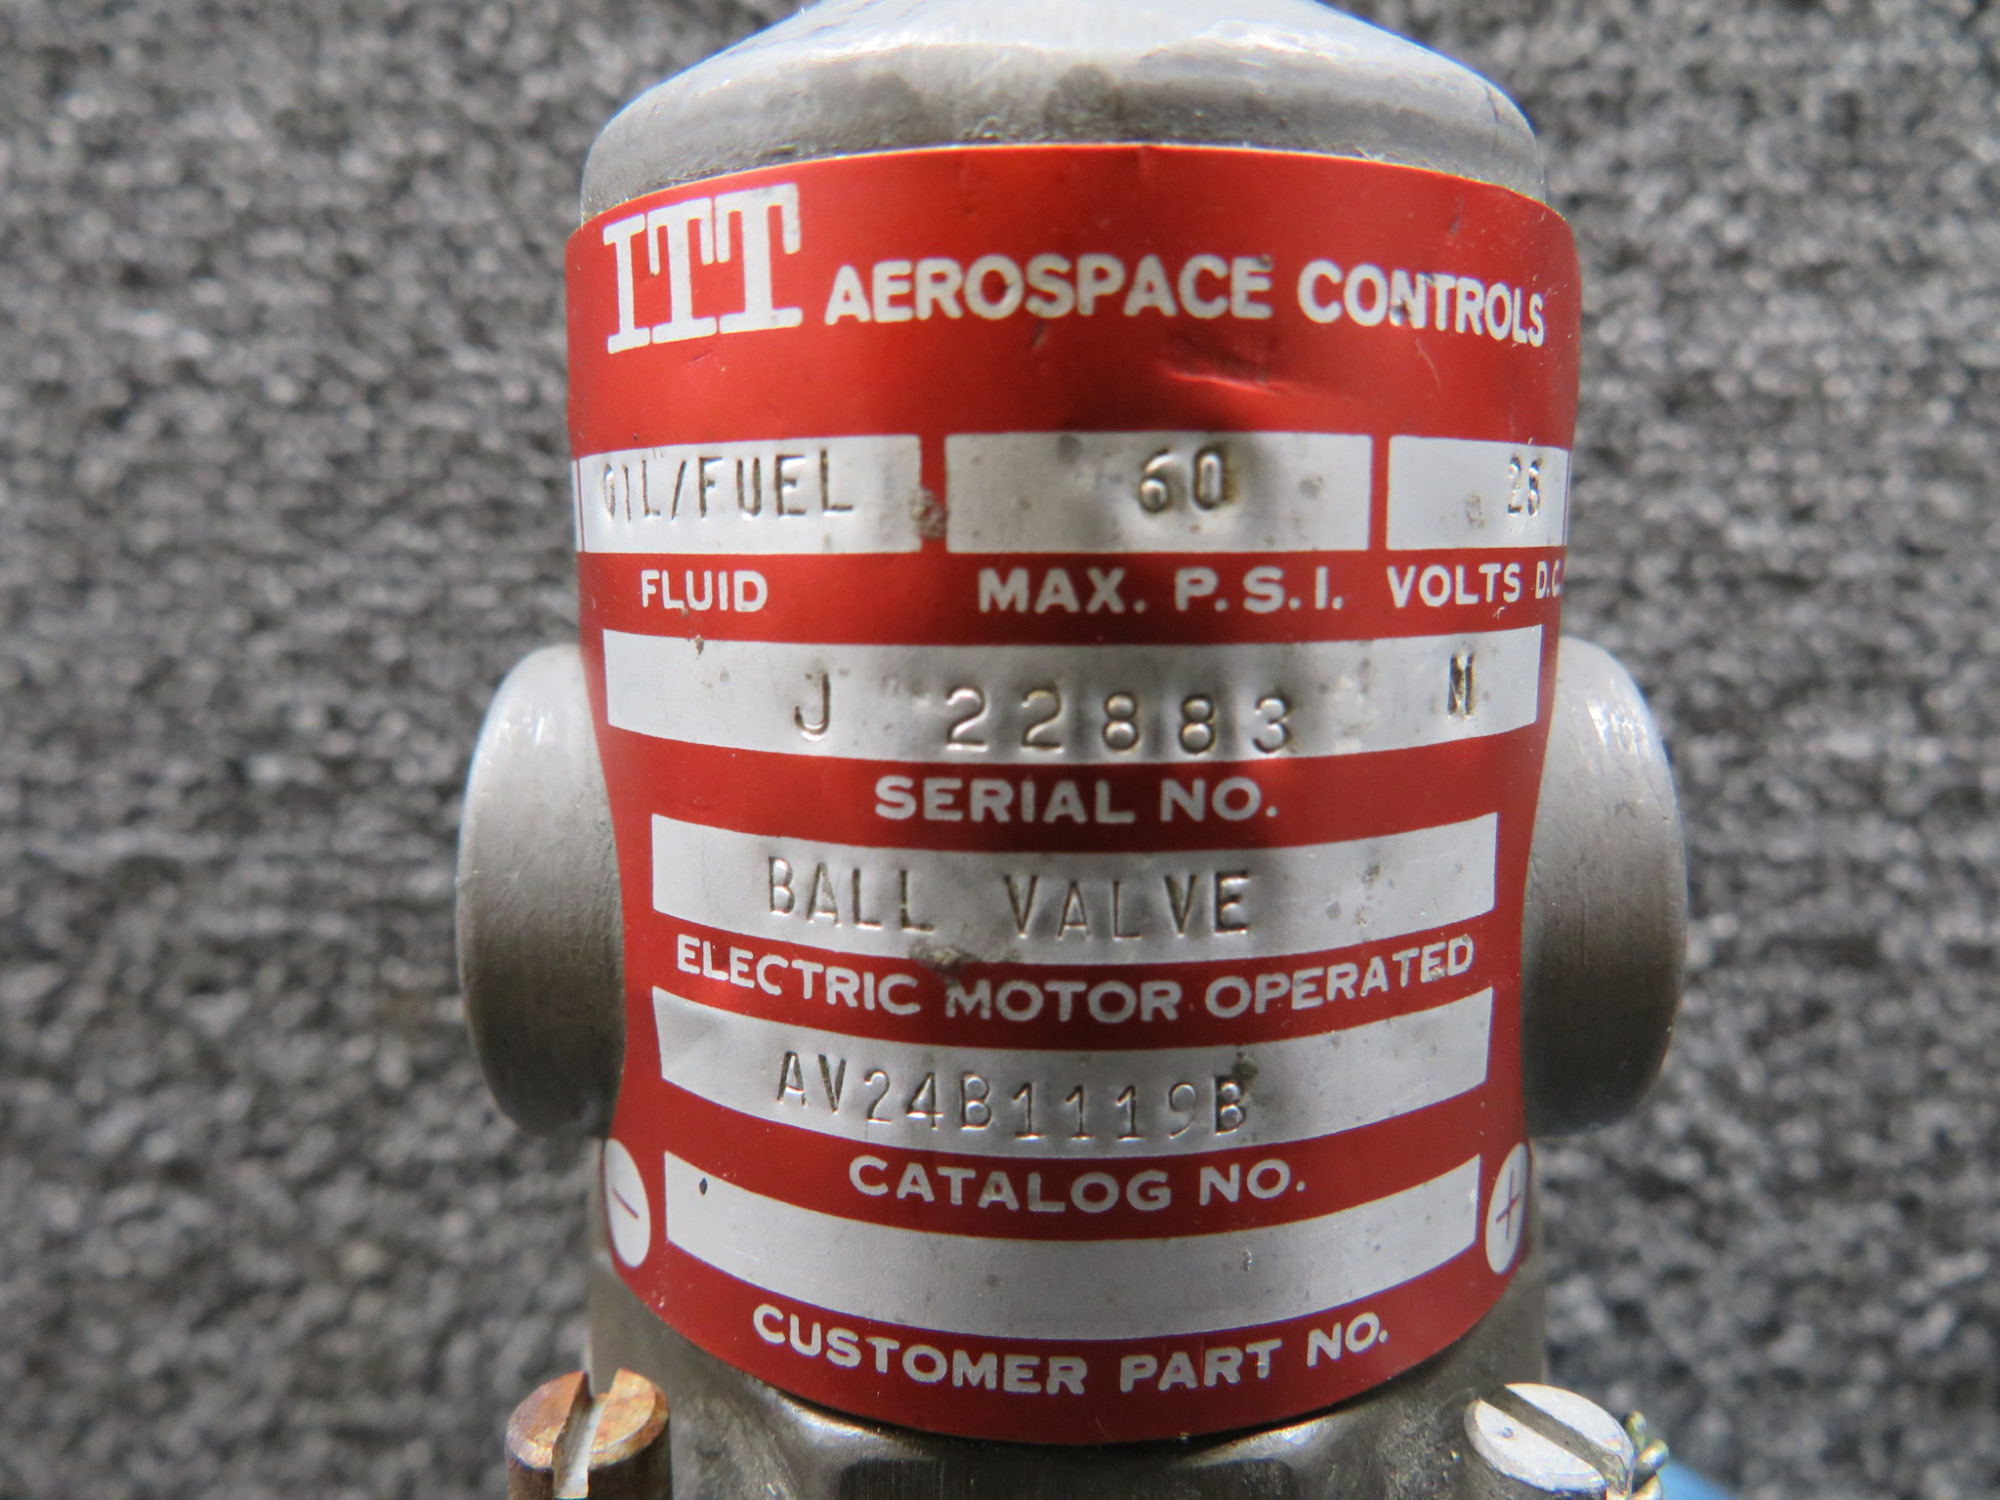 ITT AEROSPACE CONTROLS
OIL/FUEL 60 28
FLUID MAX. P.S.I. VOLTS D.C.
J 22883 M
SERIAL NO.
BALL VALVE
ELECTRIC MOTOR OPERATED
AV24B1119B
CATALOG NO.
- +
CUSTOMER PART NO.